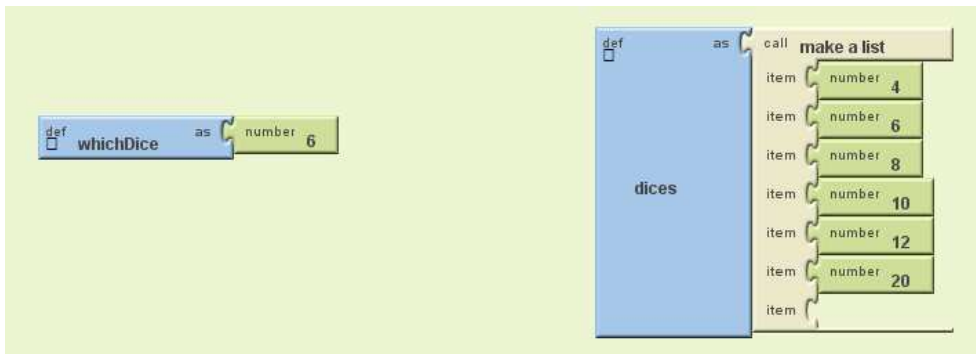 def whichDice as number 6
def dices as call make a list
item number 4
item number 6
item number 8
item number 10
item number 12
item number 20
item